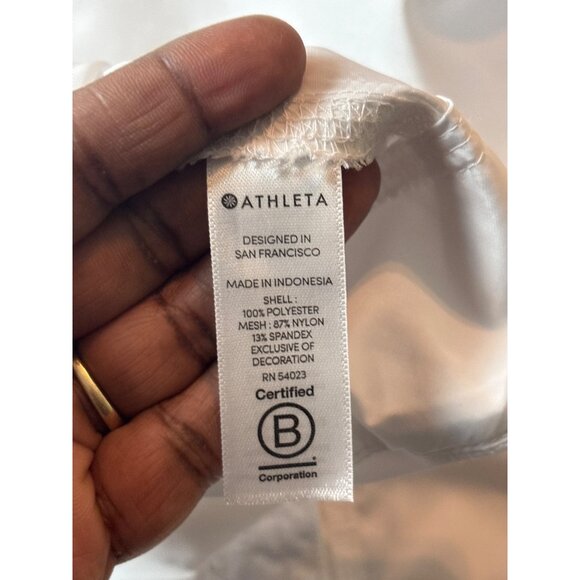 ATHLETA
DESIGNED IN
SAN FRANCISCO
MADE IN INDONESIA
SHELL :
100% POLYESTER
MESH : 87% NYLON
13% SPANDEX
EXCLUSIVE OF
DECORATION
RN 54023
Certified
B
Corporation